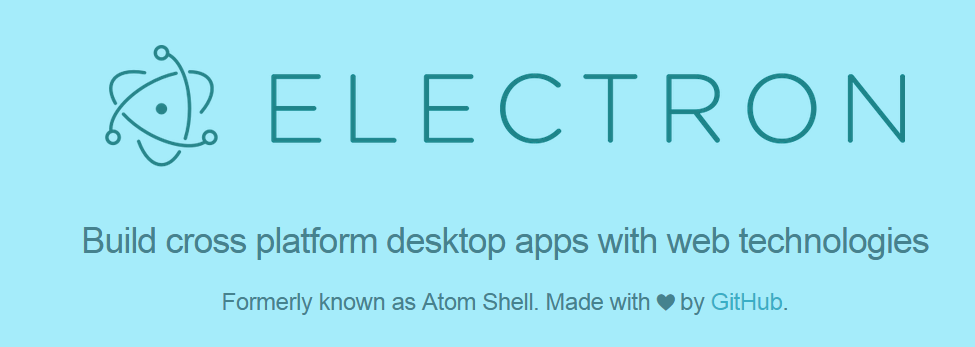 ELECTRON
Build cross platform desktop apps with web technologies
Formerly known as Atom Shell. Made with ♥ by GitHub.